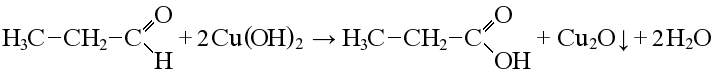 H₃C−CH₂−C(=O)−H + 2Cu(OH)₂ → H₃C−CH₂−C(=O)−OH + Cu₂O↓ + 2H₂O